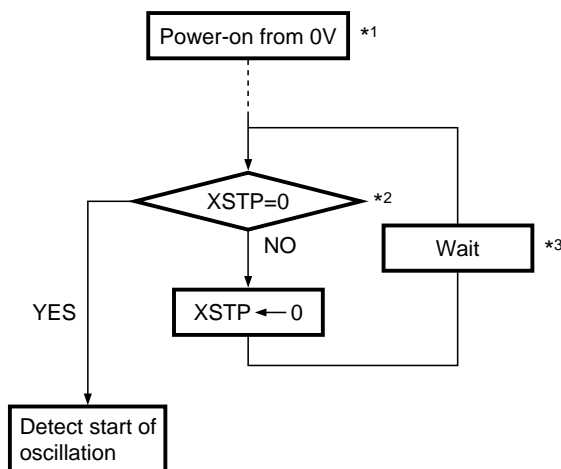 Power-on from 0V *1
XSTP=0 *2
NO
Wait *3
YES
XSTP ← 0
Detect start of
oscillation